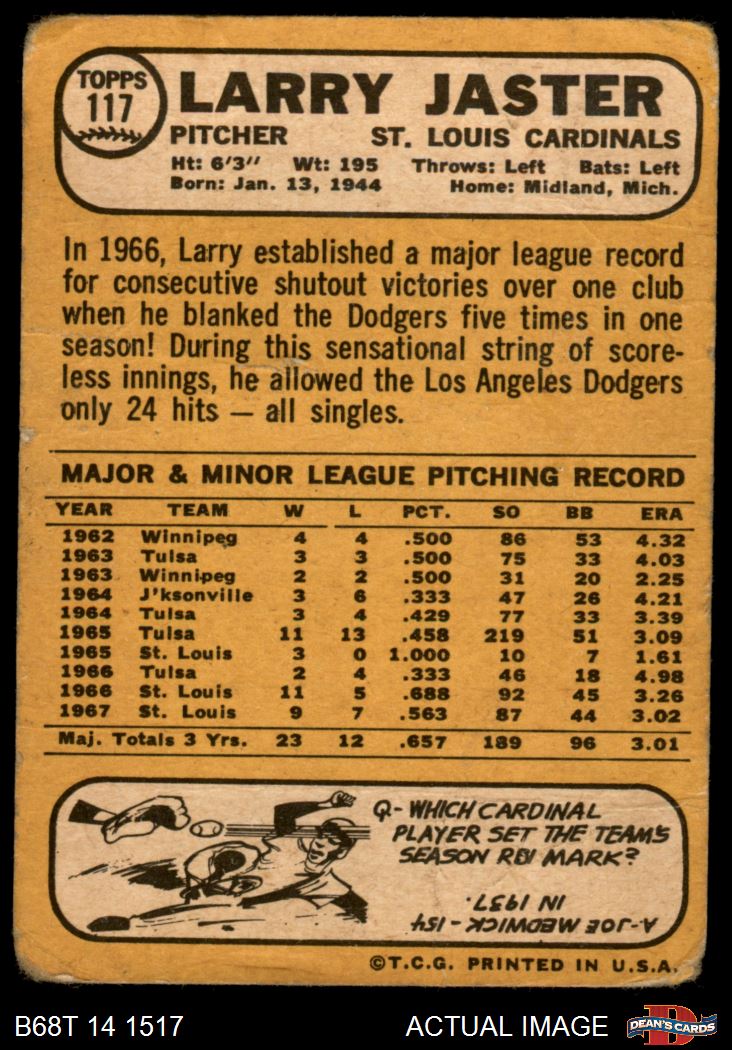 TOPPS
117
LARRY JASTER
PITCHER ST. LOUIS CARDINALS
Ht: 6'3" Wt: 195 Throws: Left Bats: Left
Born: Jan. 13, 1944 Home: Midland, Mich.
In 1966, Larry established a major league record
for consecutive shutout victories over one club
when he blanked the Dodgers five times in one
season! During this sensational string of score-
less innings, he allowed the Los Angeles Dodgers
only 24 hits — all singles.
MAJOR & MINOR LEAGUE PITCHING RECORD
YEAR TEAM W L PCT. SO BB ERA
1962 Winnipeg 4 4 .500 86 53 4.32
1963 Tulsa 3 3 .500 75 33 4.03
1963 Winnipeg 2 2 .500 31 20 2.25
1964 J'ksonville 3 6 .333 47 26 4.21
1964 Tulsa 3 4 .429 77 33 3.39
1965 Tulsa 11 13 .458 219 51 3.09
1965 St. Louis 3 0 1.000 10 7 1.61
1966 Tulsa 2 4 .333 46 18 4.98
1966 St. Louis 11 5 .688 92 45 3.26
1967 St. Louis 9 7 .563 87 44 3.02
Maj. Totals 3 Yrs. 23 12 .657 189 96 3.01
Q- WHICH CARDINAL
PLAYER SET THE TEAM'S
SEASON RBI MARK?
A-JOE MEDWICK - 154
IN 1937.
©T.C.G. PRINTED IN U.S.A.
B68T 14 1517 ACTUAL IMAGE DEAN'S CARDS